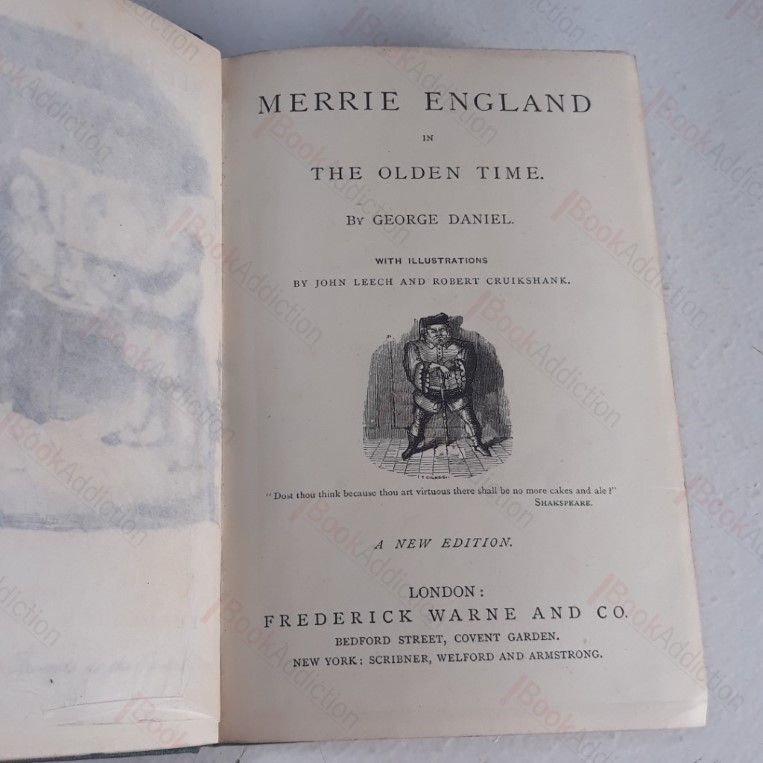 MERRIE ENGLAND
IN
THE OLDEN TIME.
BY GEORGE DANIEL.
WITH ILLUSTRATIONS
BY JOHN LEECH AND ROBERT CRUIKSHANK.
"Dost thou think because thou art virtuous there shall be no more cakes and ale?"
SHAKSPEARE.
A NEW EDITION.
LONDON:
FREDERICK WARNE AND CO.
BEDFORD STREET, COVENT GARDEN.
NEW YORK: SCRIBNER, WELFORD AND ARMSTRONG.
BookAddiction